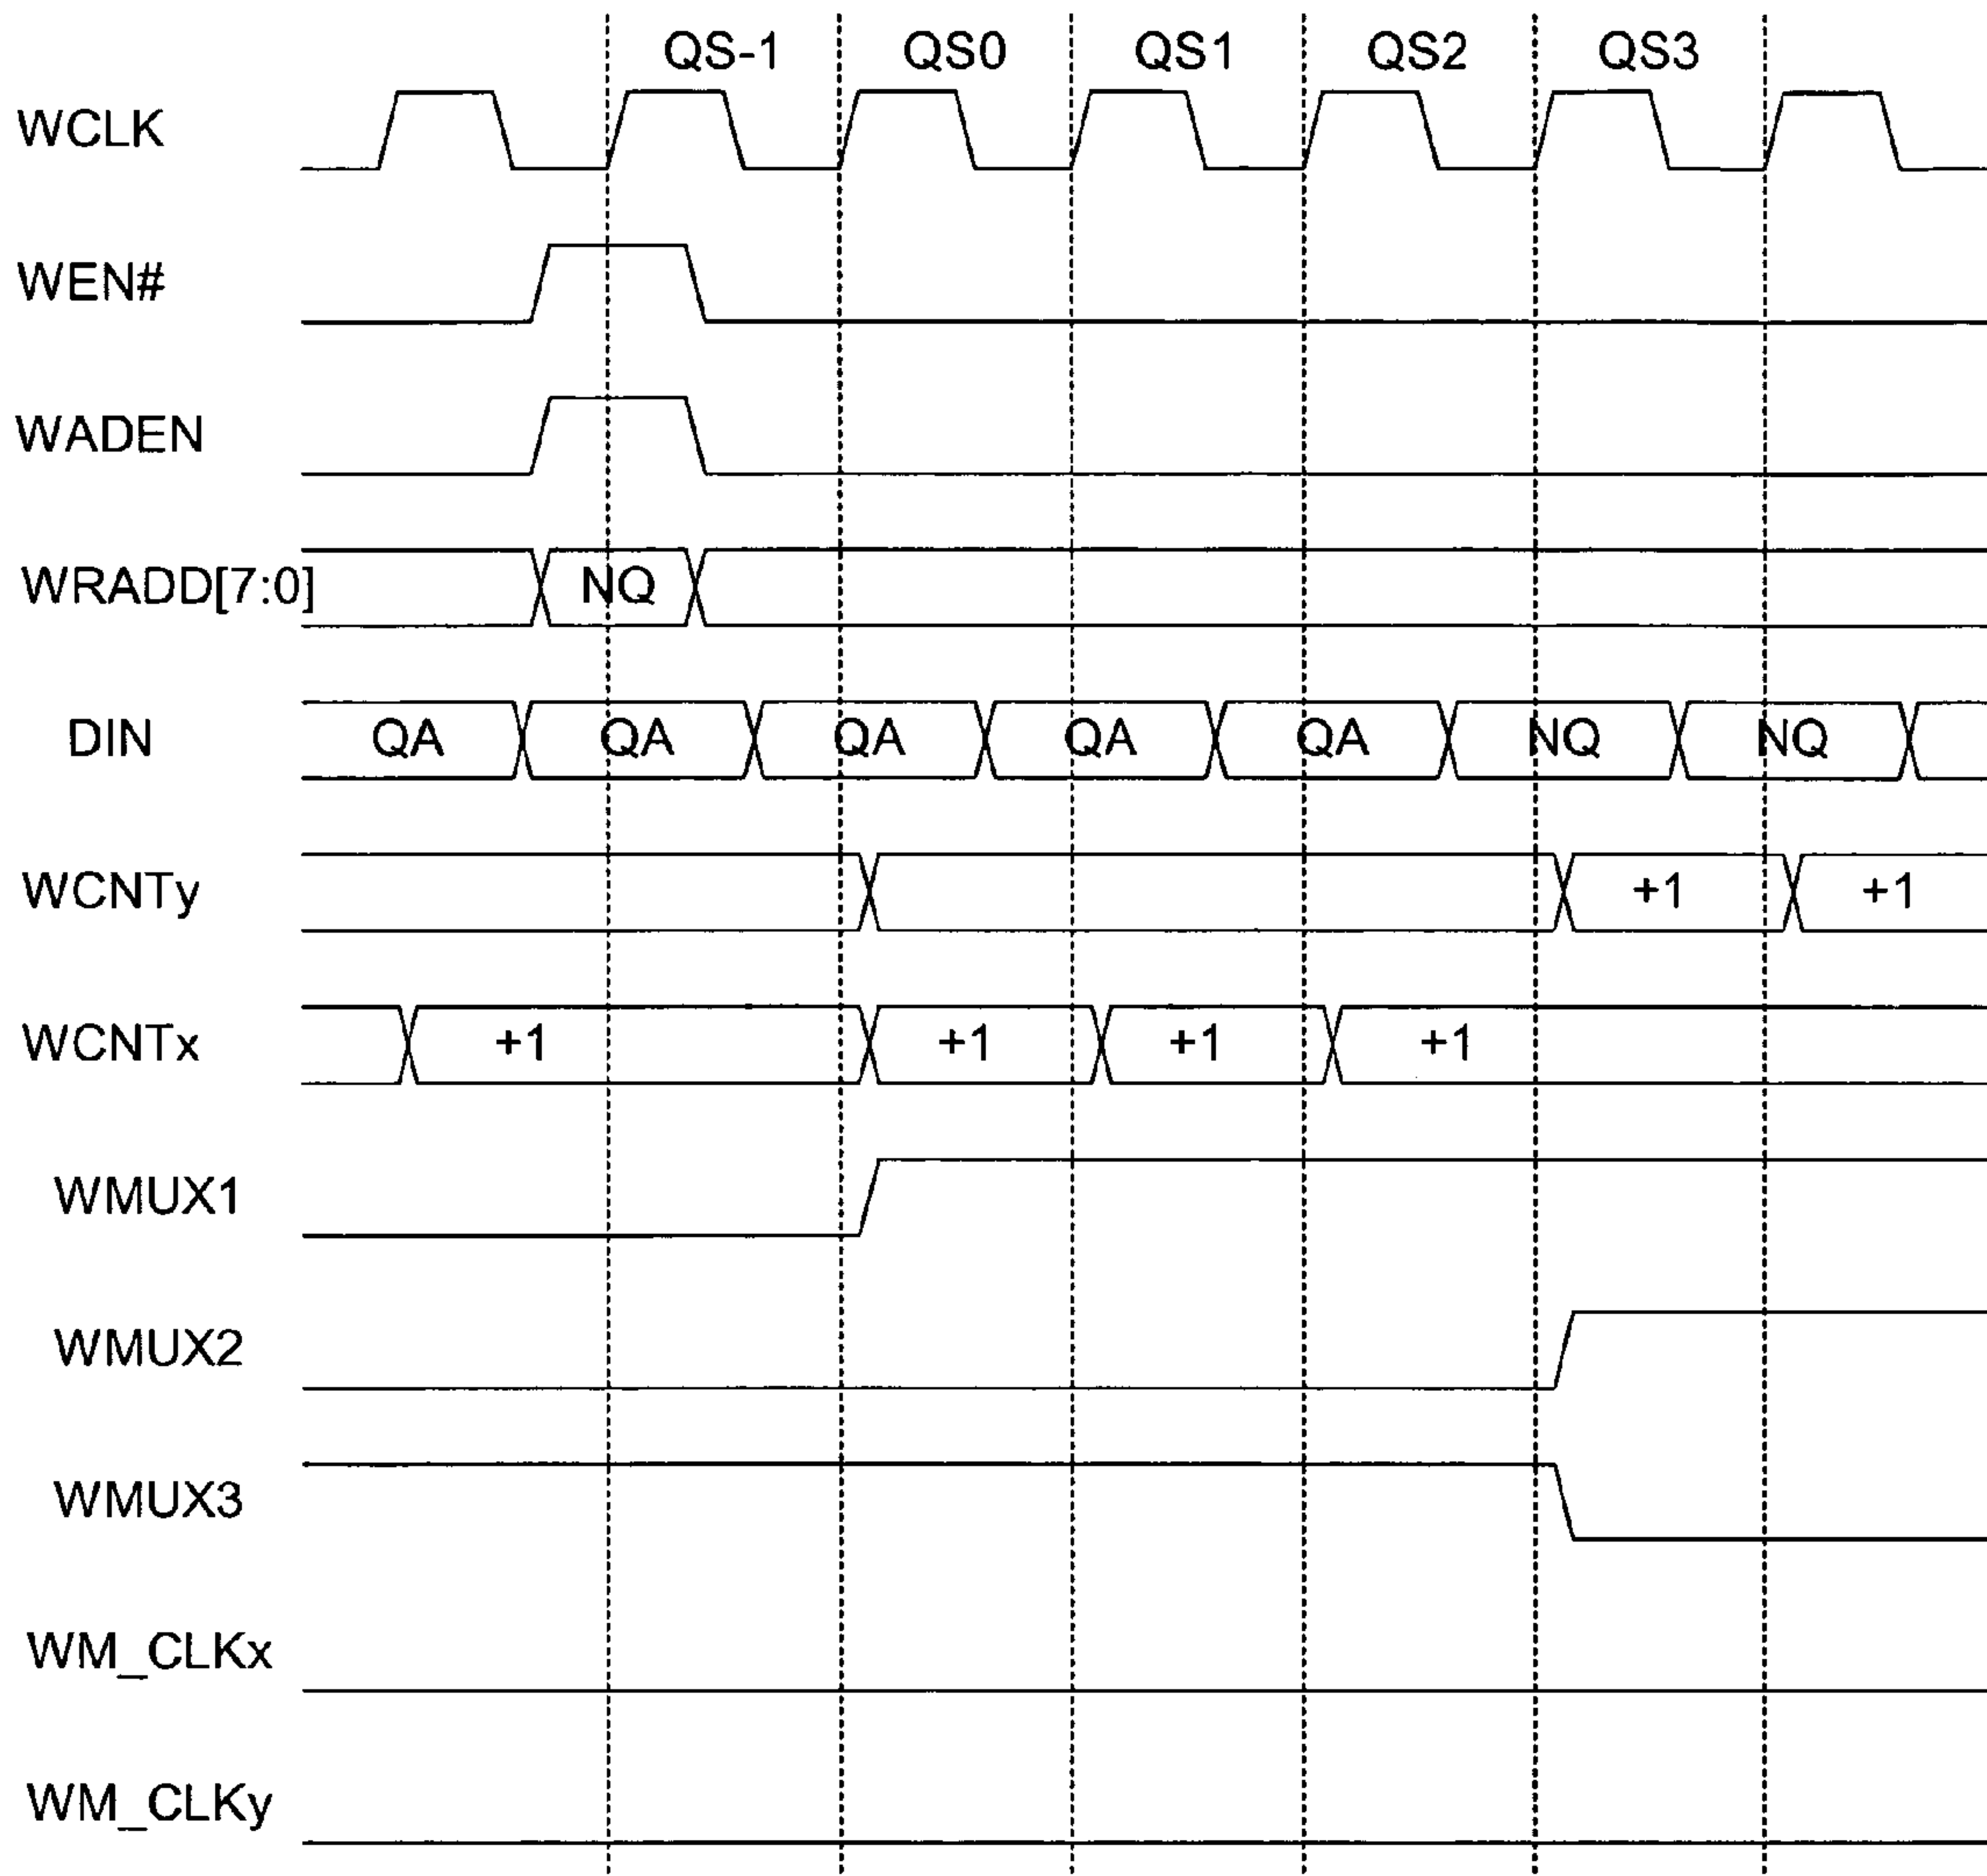 QS-1 QS0 QS1 QS2 QS3
WCLK
WEN#
WADEN
WRADD[7:0] NQ
DIN QA QA QA QA QA NQ NQ
WCNTy +1 +1
WCNTx +1 +1 +1 +1
WMUX1
WMUX2
WMUX3
WM_CLKx
WM_CLKy